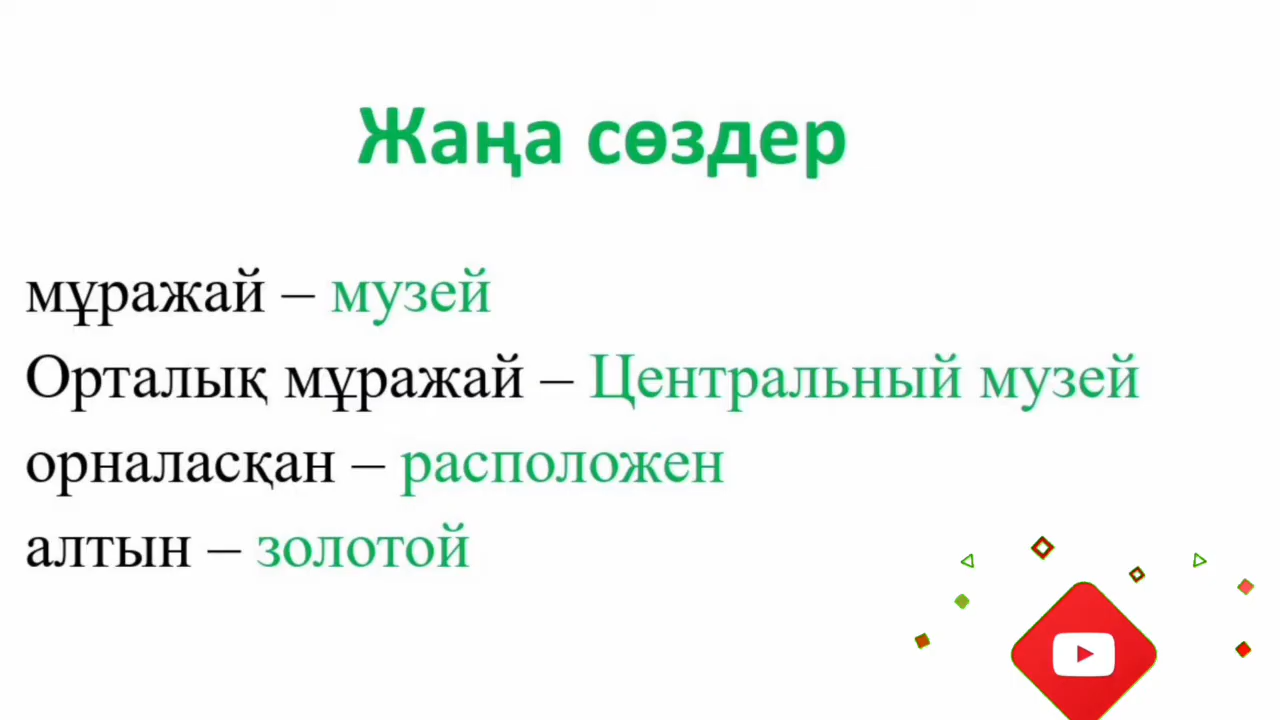 Жаңа сөздер
мұражай – музей
Орталық мұражай – Центральный музей
орналасқан – расположен
алтын – золотой